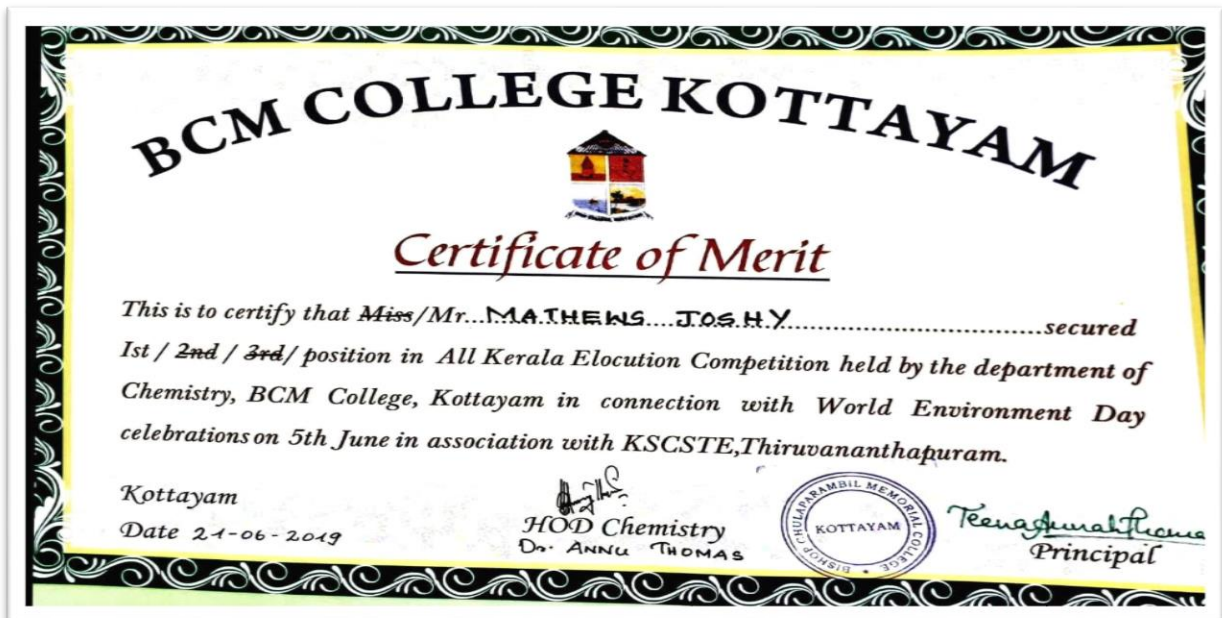 BCM COLLEGE KOTTAYAM
Certificate of Merit
This is to certify that Miss/Mr...MATHEWS JOSHY...secured
Ist / 2nd / 3rd/ position in All Kerala Elocution Competition held by the department of
Chemistry, BCM College, Kottayam in connection with World Environment Day
celebrations on 5th June in association with KSCSTE,Thiruvananthapuram.
Kottayam
Date 21-06-2019
HOD Chemistry
Dr. ANNU THOMAS
BISHOP CHULAPARAMBIL MEMORIAL COLLEGE
KOTTAYAM
Principal